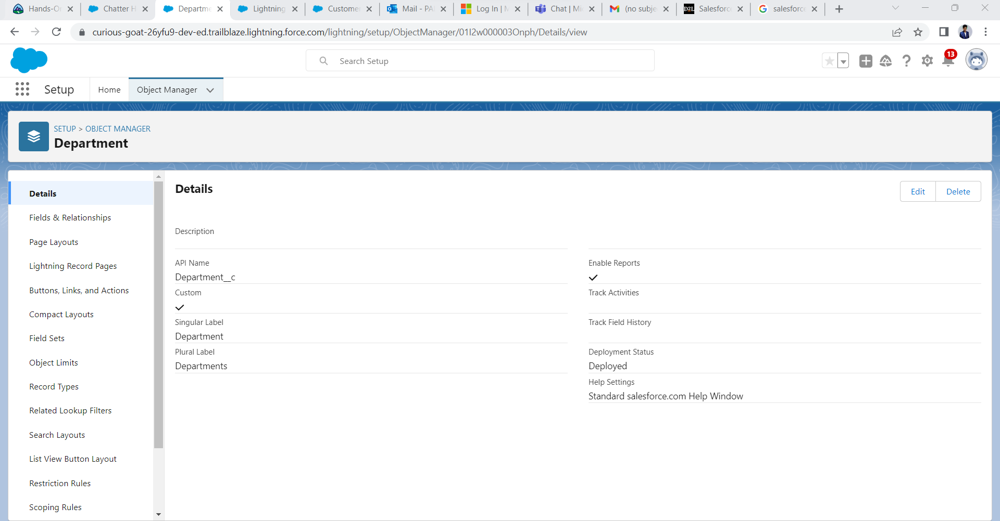 Hands-O
Chatter H
Departme
Lightning
Customer
Mail - PA
Log In | M
Chat | Mi
(no subje
D2L Salesforc
salesforce
curious-goat-26yfu9-dev-ed.trailblaze.lightning.force.com/lightning/setup/ObjectManager/01I2w000003Onph/Details/view
Search Setup
13
Setup
Home
Object Manager
SETUP > OBJECT MANAGER
Department
Details
Fields & Relationships
Page Layouts
Lightning Record Pages
Buttons, Links, and Actions
Compact Layouts
Field Sets
Object Limits
Record Types
Related Lookup Filters
Search Layouts
List View Button Layout
Restriction Rules
Scoping Rules
Details
Edit
Delete
Description
API Name
Department__c
Custom
Singular Label
Department
Plural Label
Departments
Enable Reports
Track Activities
Track Field History
Deployment Status
Deployed
Help Settings
Standard salesforce.com Help Window